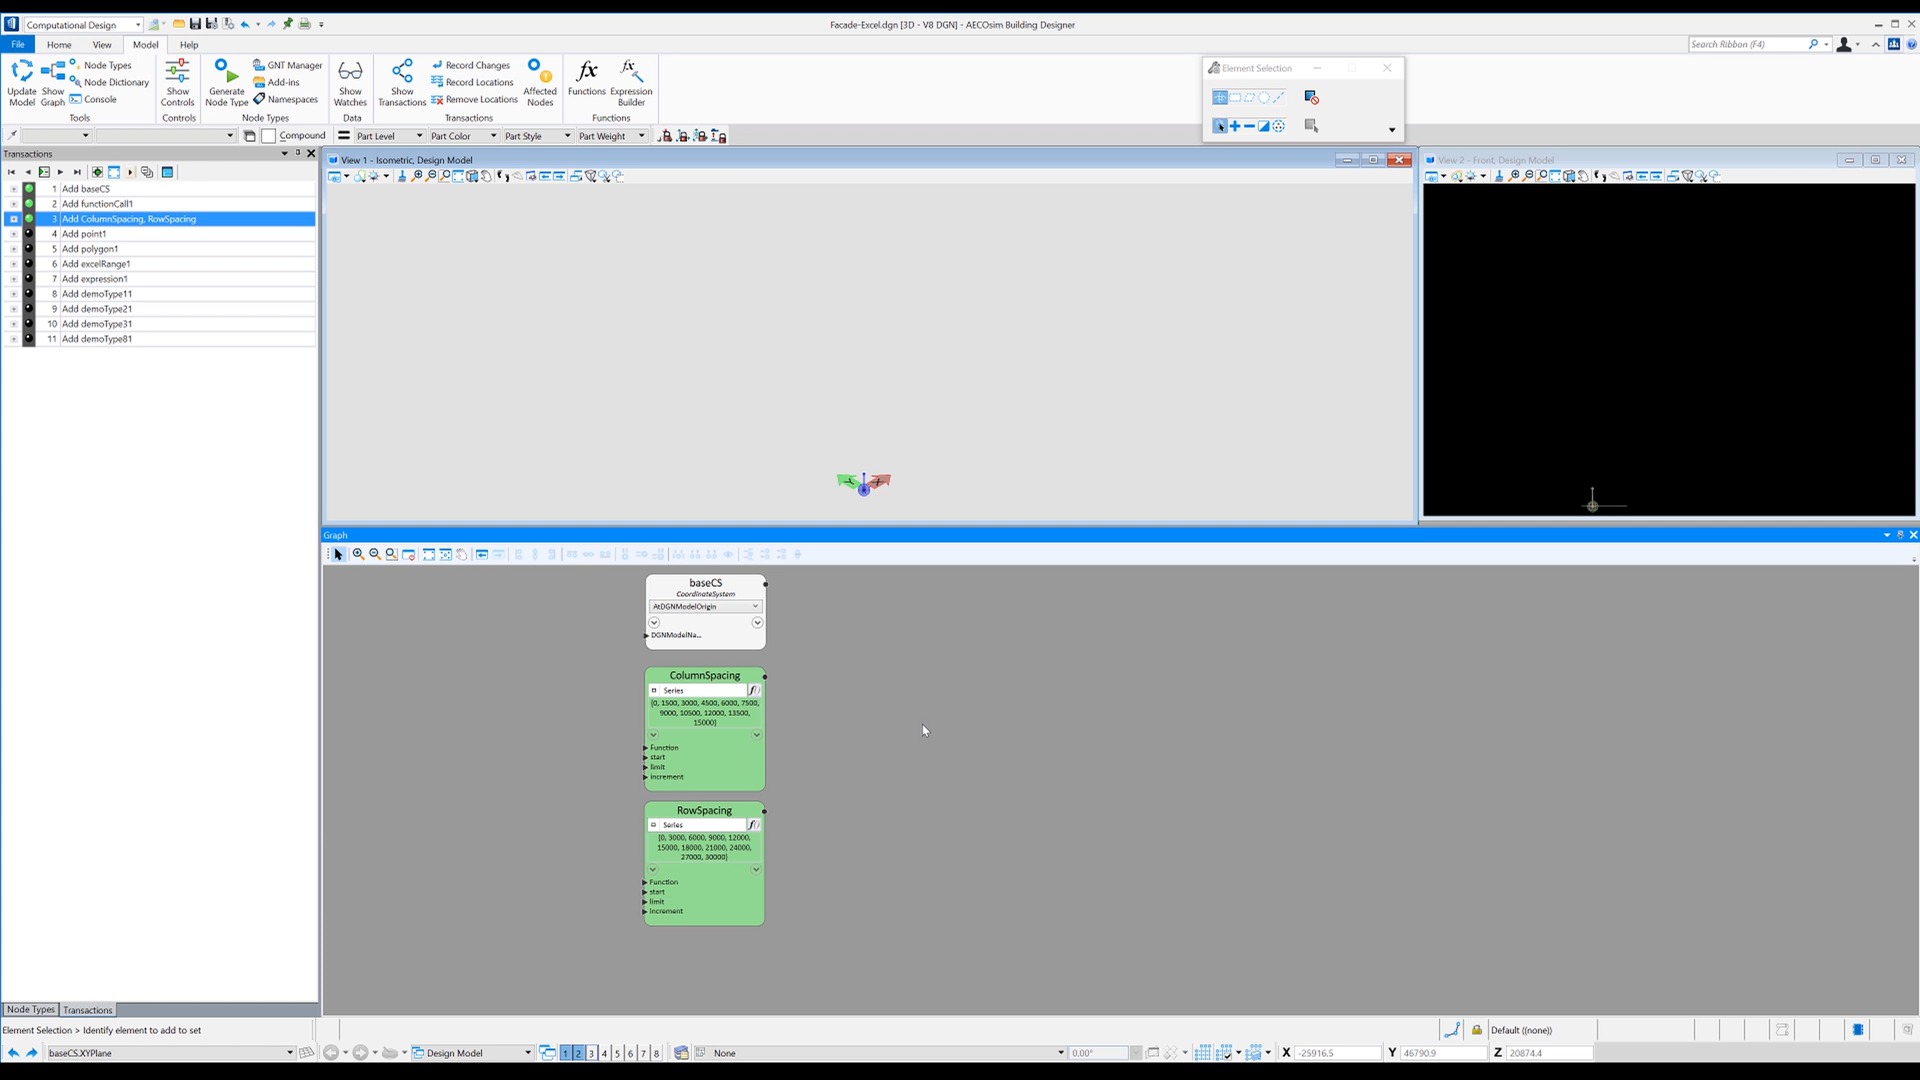 Computational Design
Facade-Excel.dgn [3D - V8 DGN] - AECOsim Building Designer
File
Home
View
Model
Help
Search Ribbon (F4)
Update Model
Show Graph
Node Types
Node Dictionary
Console
Tools
Show Controls
Controls
Generate Node Type
GNT Manager
Add-ins
Namespaces
Node Types
Show Watches
Data
Show Transactions
Record Changes
Record Locations
Remove Locations
Affected Nodes
Transactions
Functions
Expression Builder
Functions
Element Selection
Compound
Part Level
Part Color
Part Style
Part Weight
Transactions
1 Add baseCS
2 Add functionCall1
3 Add ColumnSpacing, RowSpacing
4 Add point1
5 Add polygon1
6 Add excelRange1
7 Add expression1
8 Add demoType11
9 Add demoType21
10 Add demoType31
11 Add demoType81
View 1 - Isometric, Design Model
View 2 - Front, Design Model
Graph
baseCS
CoordinateSystem
AtDGNModelOrigin
DGNModelNa...
ColumnSpacing
Series
{0, 1500, 3000, 4500, 6000, 7500,
9000, 10500, 12000, 13500,
15000}
Function
start
limit
increment
RowSpacing
Series
{0, 3000, 6000, 9000, 12000,
15000, 18000, 21000, 24000,
27000, 30000}
Function
start
limit
increment
Node Types
Transactions
Element Selection > Identify element to add to set
Default ((none))
baseCS.XYPlane
Design Model
1 2 3 4 5 6 7 8
None
0.00°
X -25916.5
Y 46790.9
Z 20874.4